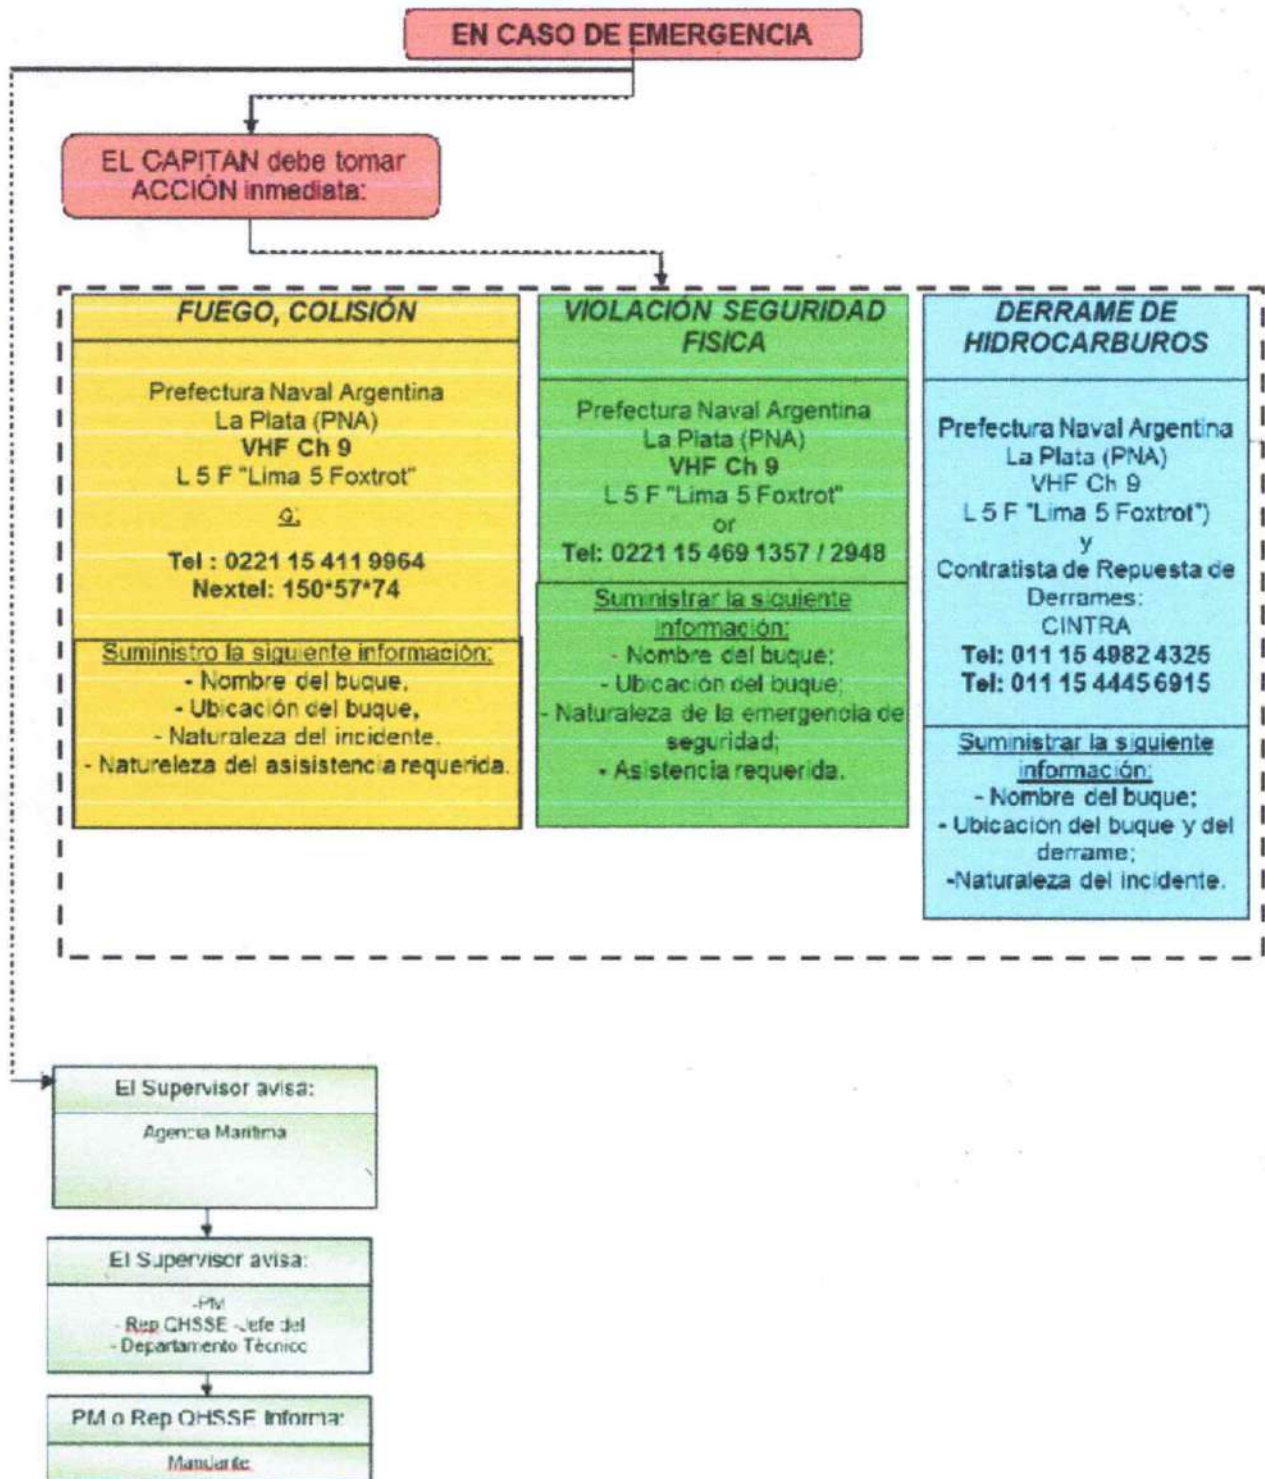 EN CASO DE EMERGENCIA
EL CAPITAN debe tomar
ACCIÓN inmediata:
FUEGO, COLISIÓN
Prefectura Naval Argentina
La Plata (PNA)
VHF Ch 9
L 5 F "Lima 5 Foxtrot"
Tel : 0221 15 411 9964
Nextel: 150*57*74
Suministro la siguiente información:
- Nombre del buque,
- Ubicación del buque,
- Naturaleza del incidente.
- Natureleza del asisistencia requerida.
VIOLACIÓN SEGURIDAD
FISICA
Prefectura Naval Argentina
La Plata (PNA)
VHF Ch 9
L 5 F "Lima 5 Foxtrot"
or
Tel: 0221 15 469 1357 / 2948
Suministrar la siguiente
información:
- Nombre del buque;
- Ubicación del buque;
- Naturaleza de la emergencia de
seguridad;
- Asistencia requerida.
DERRAME DE
HIDROCARBUROS
Prefectura Naval Argentina
La Plata (PNA)
VHF Ch 9
L 5 F "Lima 5 Foxtrot")
y
Contratista de Repuesta de
Derrames:
CINTRA
Tel: 011 15 4982 4325
Tel: 011 15 4445 6915
Suministrar la siguiente
información:
- Nombre del buque;
- Ubicación del buque y del
derrame;
-Naturaleza del incidente.
El Supervisor avisa:
Agencia Marítima
El Supervisor avisa:
-PM
- Rep QHSSE -Jefe del
- Departamento Técnico
PM o Rep QHSSE Informa:
Mandante